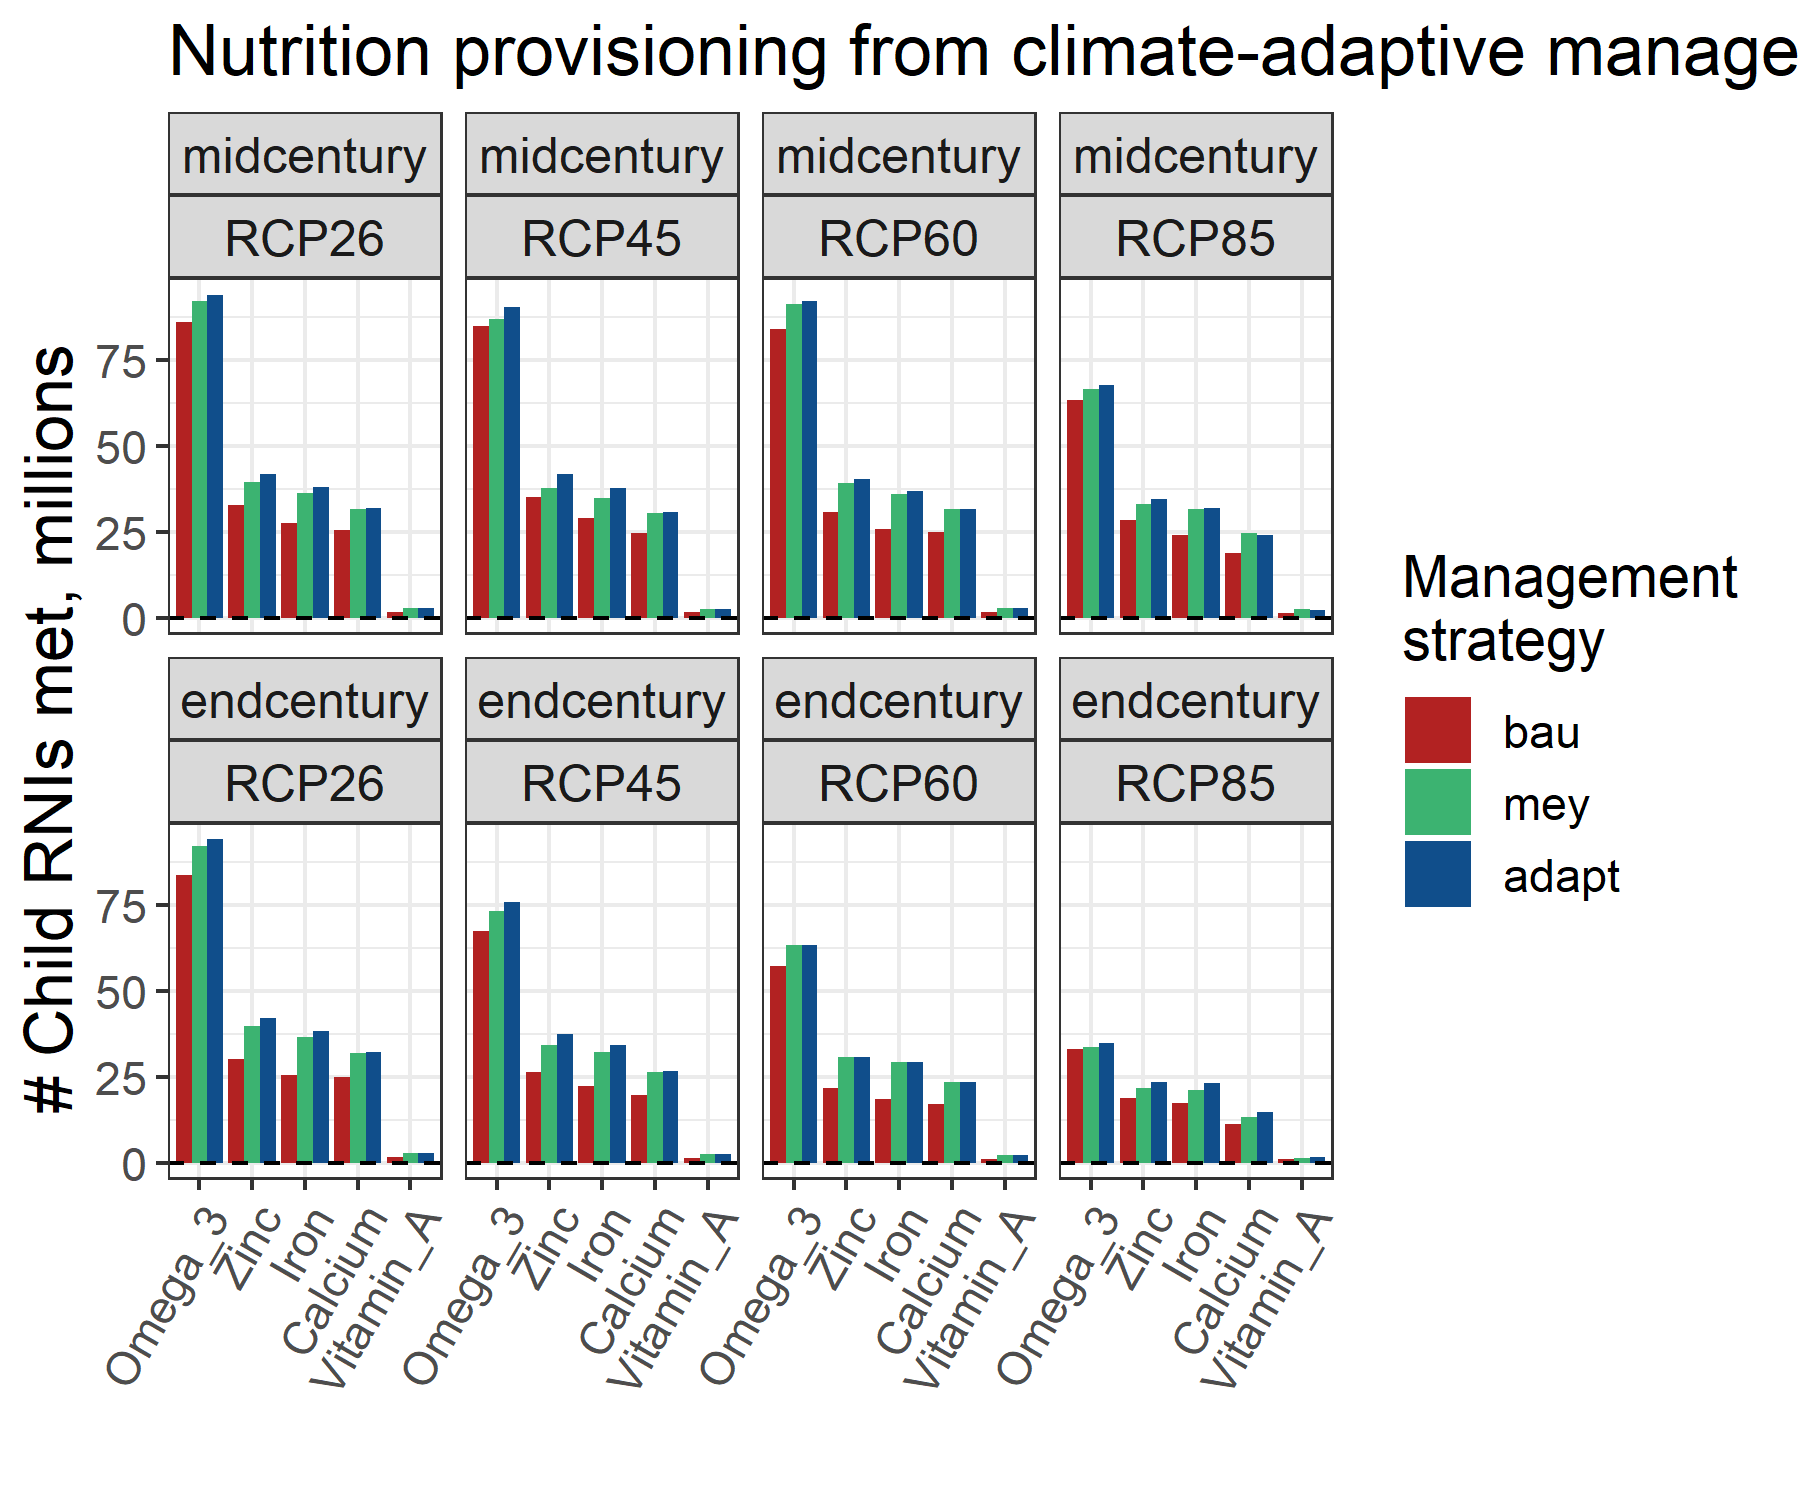 Nutrition provisioning from climate-adaptive manage
midcentury midcentury midcentury midcentury
RCP26 RCP45 RCP60 RCP85
# Child RNIs met, millions
75
50
25
0
endcentury endcentury endcentury endcentury
RCP26 RCP45 RCP60 RCP85
75
50
25
0
Omega_3 Zinc Iron Calcium Vitamin_A Omega_3 Zinc Iron Calcium Vitamin_A Omega_3 Zinc Iron Calcium Vitamin_A Omega_3 Zinc Iron Calcium Vitamin_A
Management
strategy
bau
mey
adapt